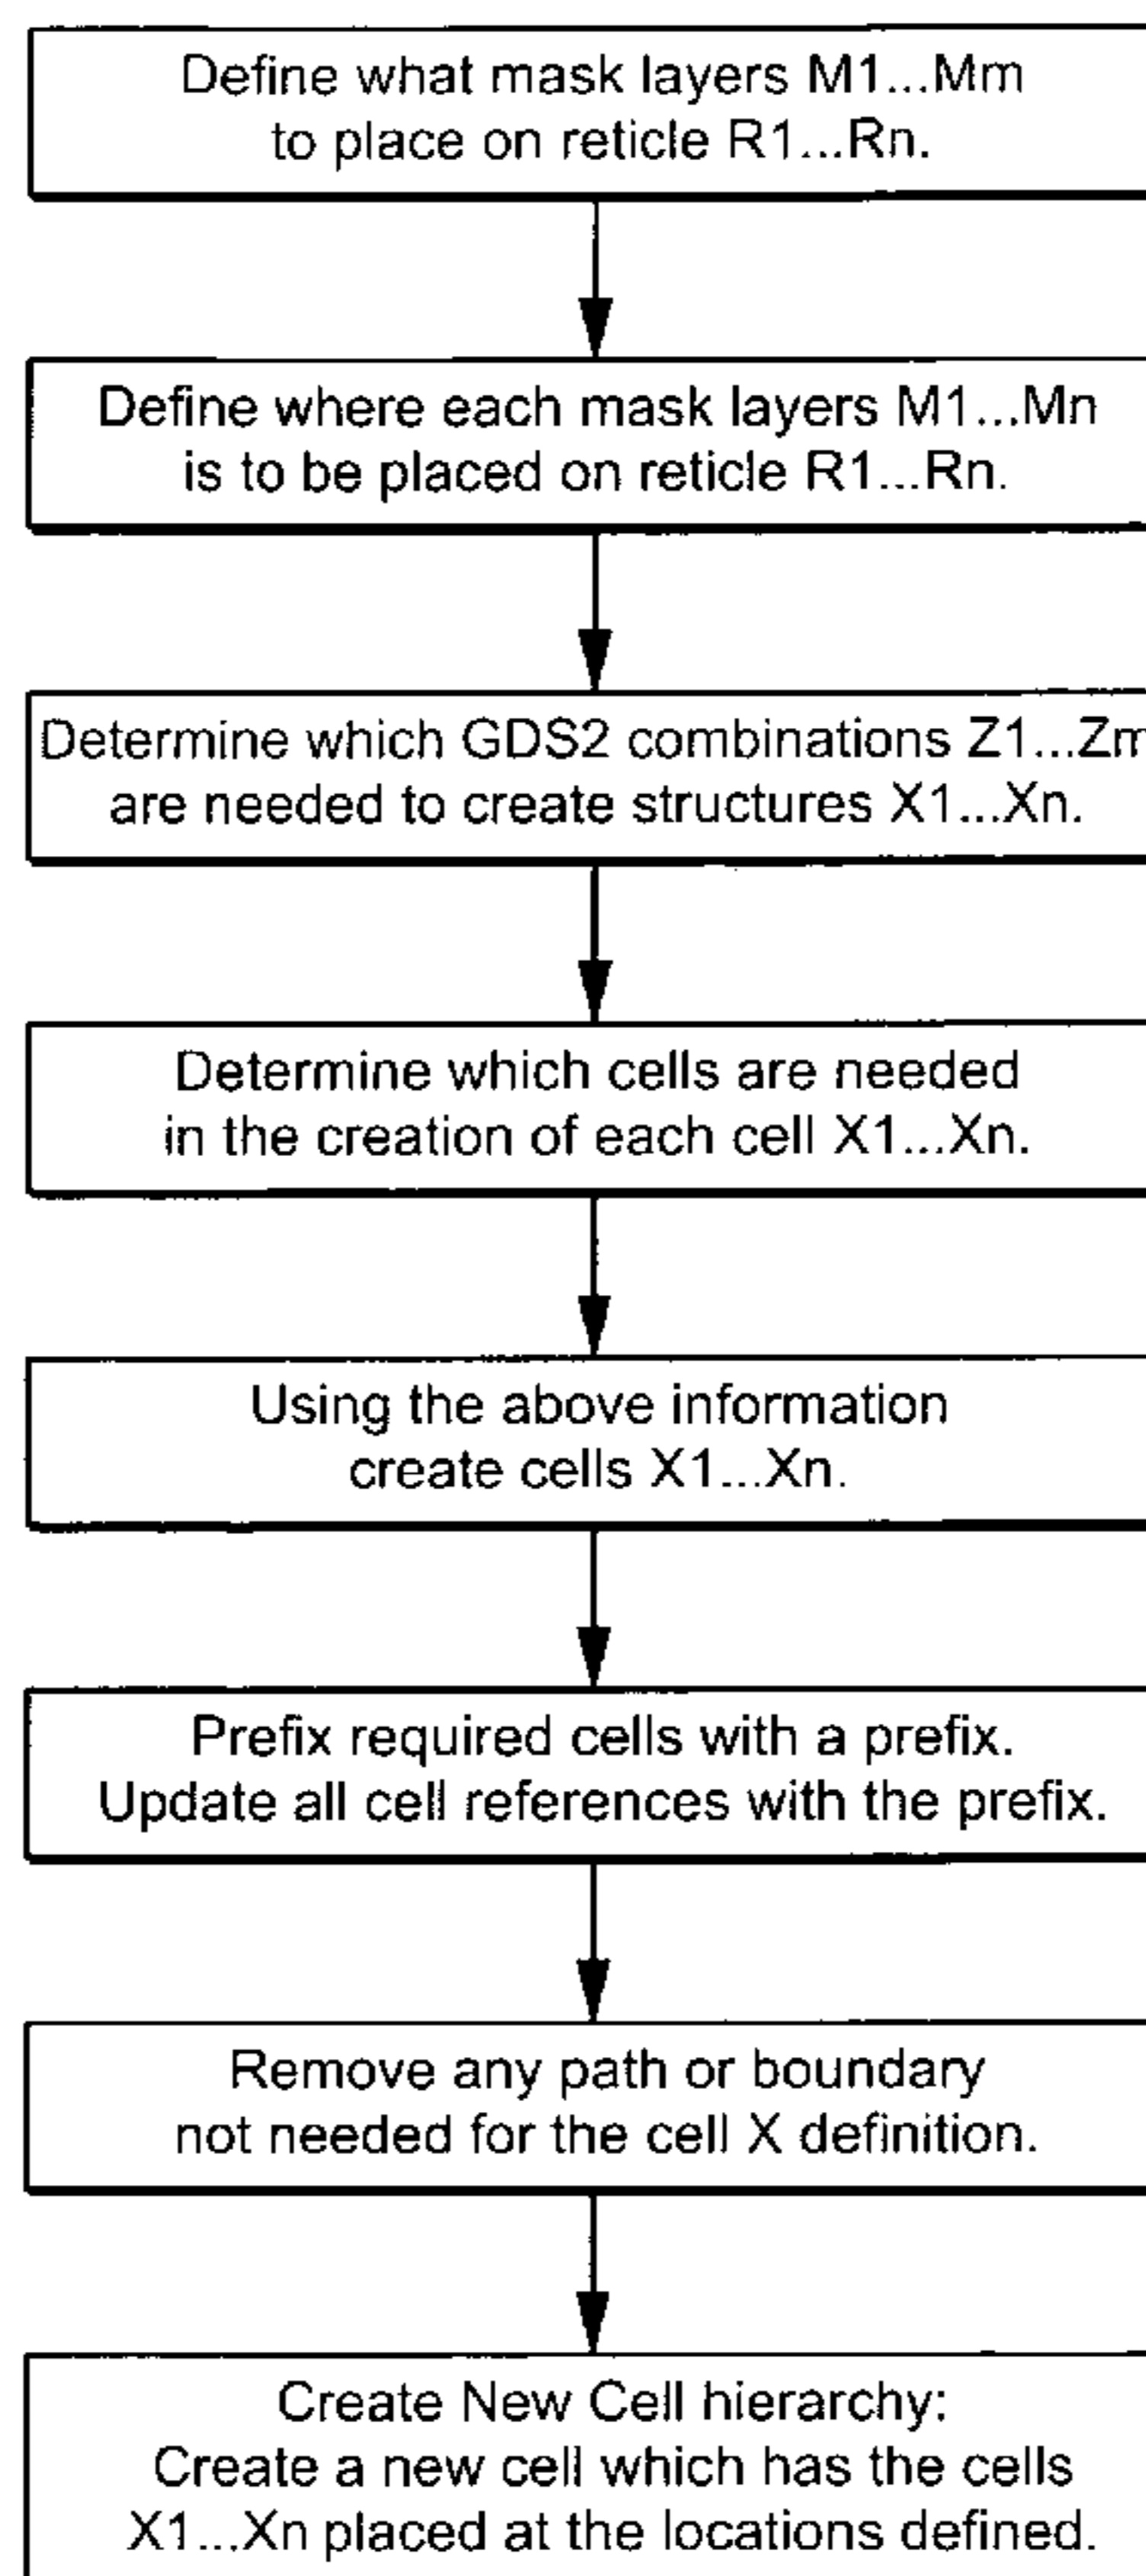 Define what mask layers M1...Mm
to place on reticle R1...Rn.
Define where each mask layers M1...Mn
is to be placed on reticle R1...Rn.
Determine which GDS2 combinations Z1...Zm
are needed to create structures X1...Xn.
Determine which cells are needed
in the creation of each cell X1...Xn.
Using the above information
create cells X1...Xn.
Prefix required cells with a prefix.
Update all cell references with the prefix.
Remove any path or boundary
not needed for the cell X definition.
Create New Cell hierarchy:
Create a new cell which has the cells
X1...Xn placed at the locations defined.